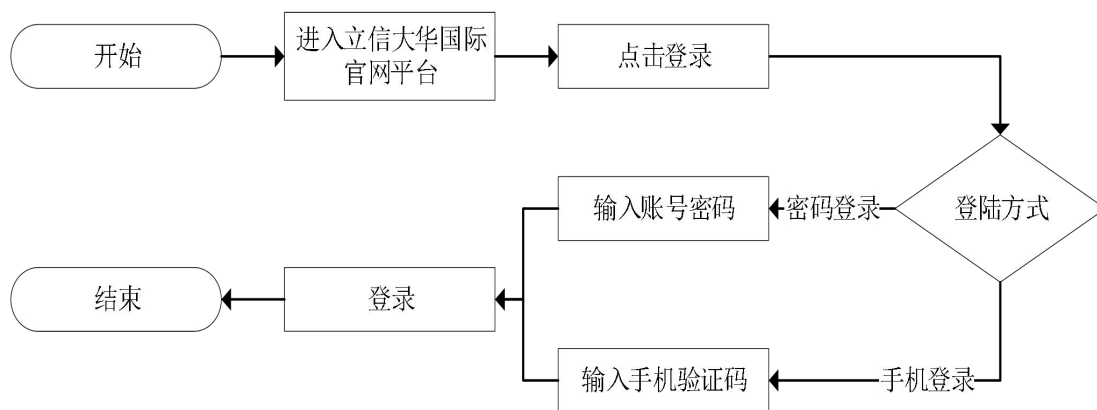 开始
进入立信大华国际
官网平台
点击登录
登陆方式
密码登录
输入账号密码
手机登录
输入手机验证码
登录
结束